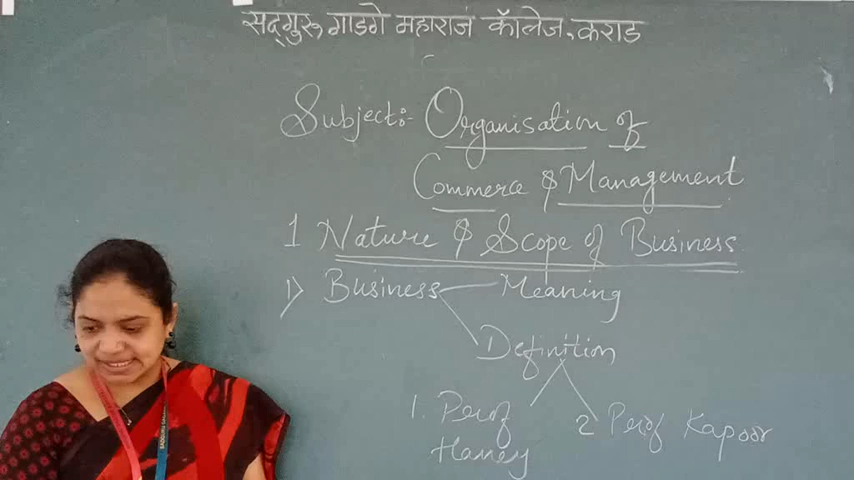 सद्‌गुरु गाडगे महाराज कॉलेज, कराड
Subject:- Organisation of
Commerce & Management
1 Nature & Scope of Business
1) Business Meaning
Definition
1. Prof
Haney
2 Prof Kapoor